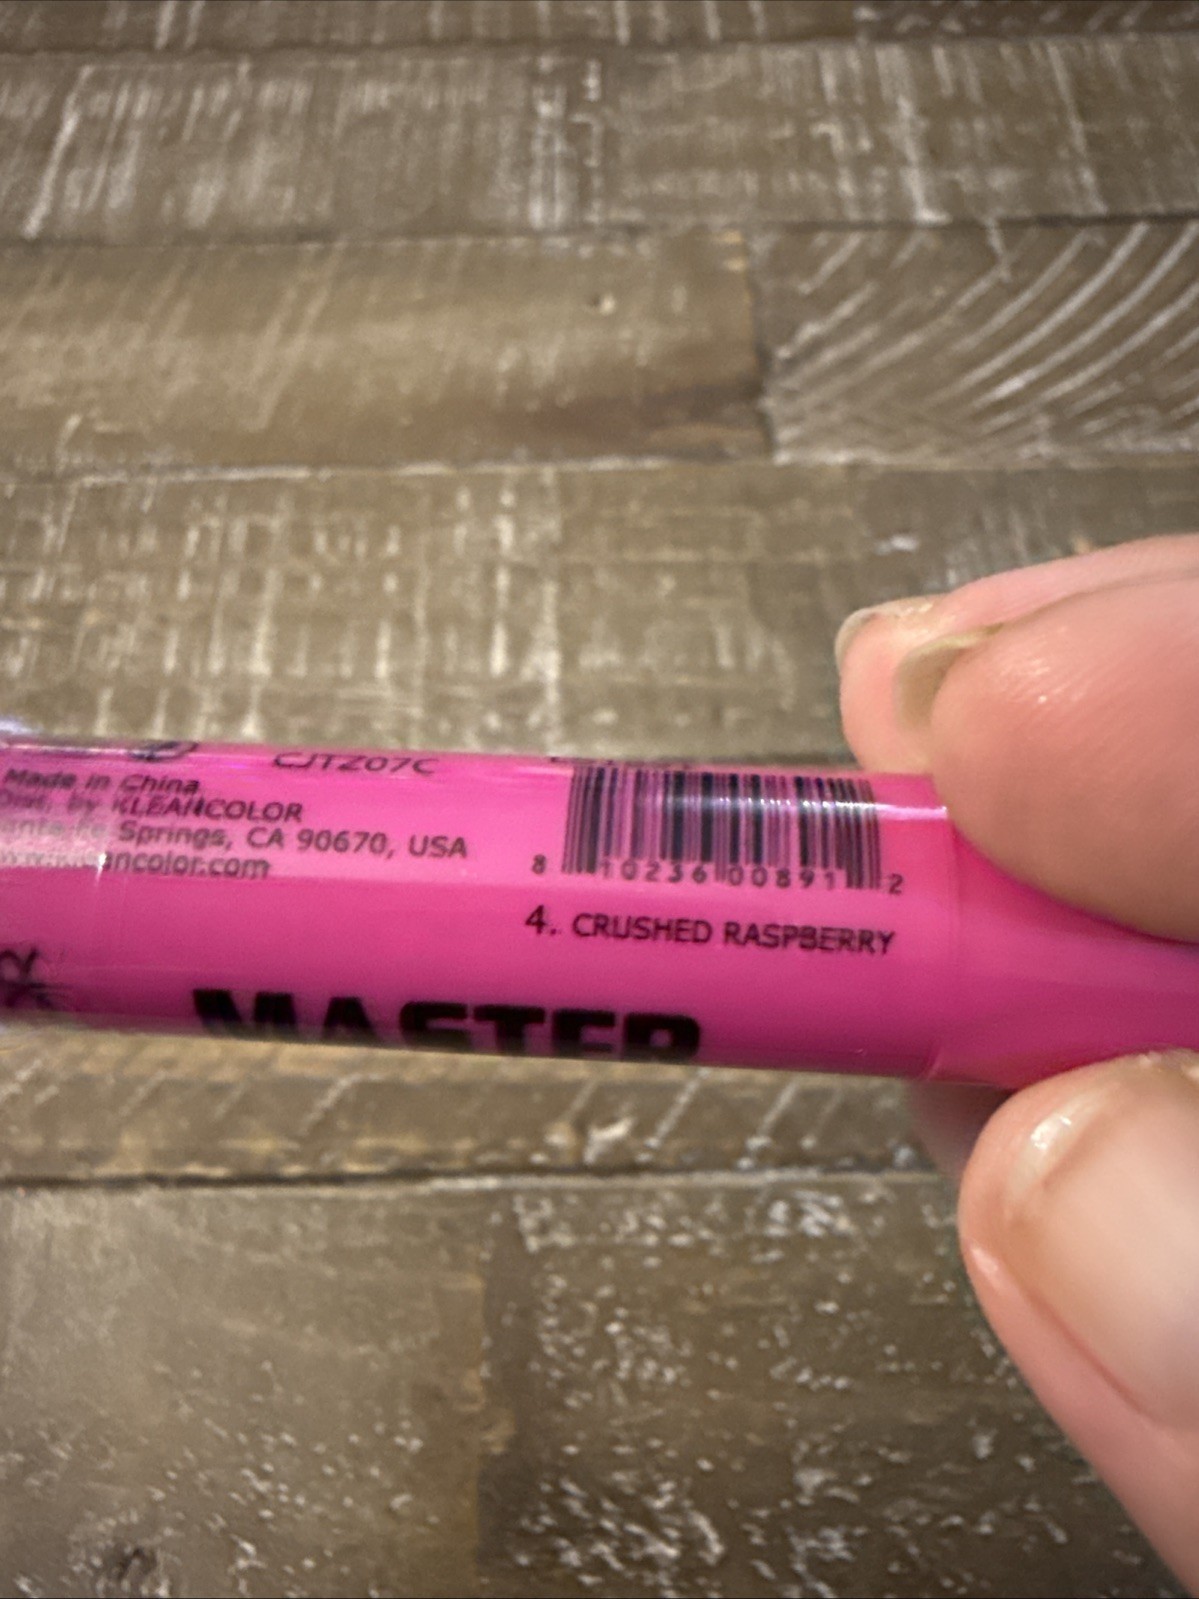 CJTZ07C
Made in China
Dist. by KLEANCOLOR
Springs, CA 90670, USA
8 10236 00891 2
4. CRUSHED RASPBERRY
MASTER